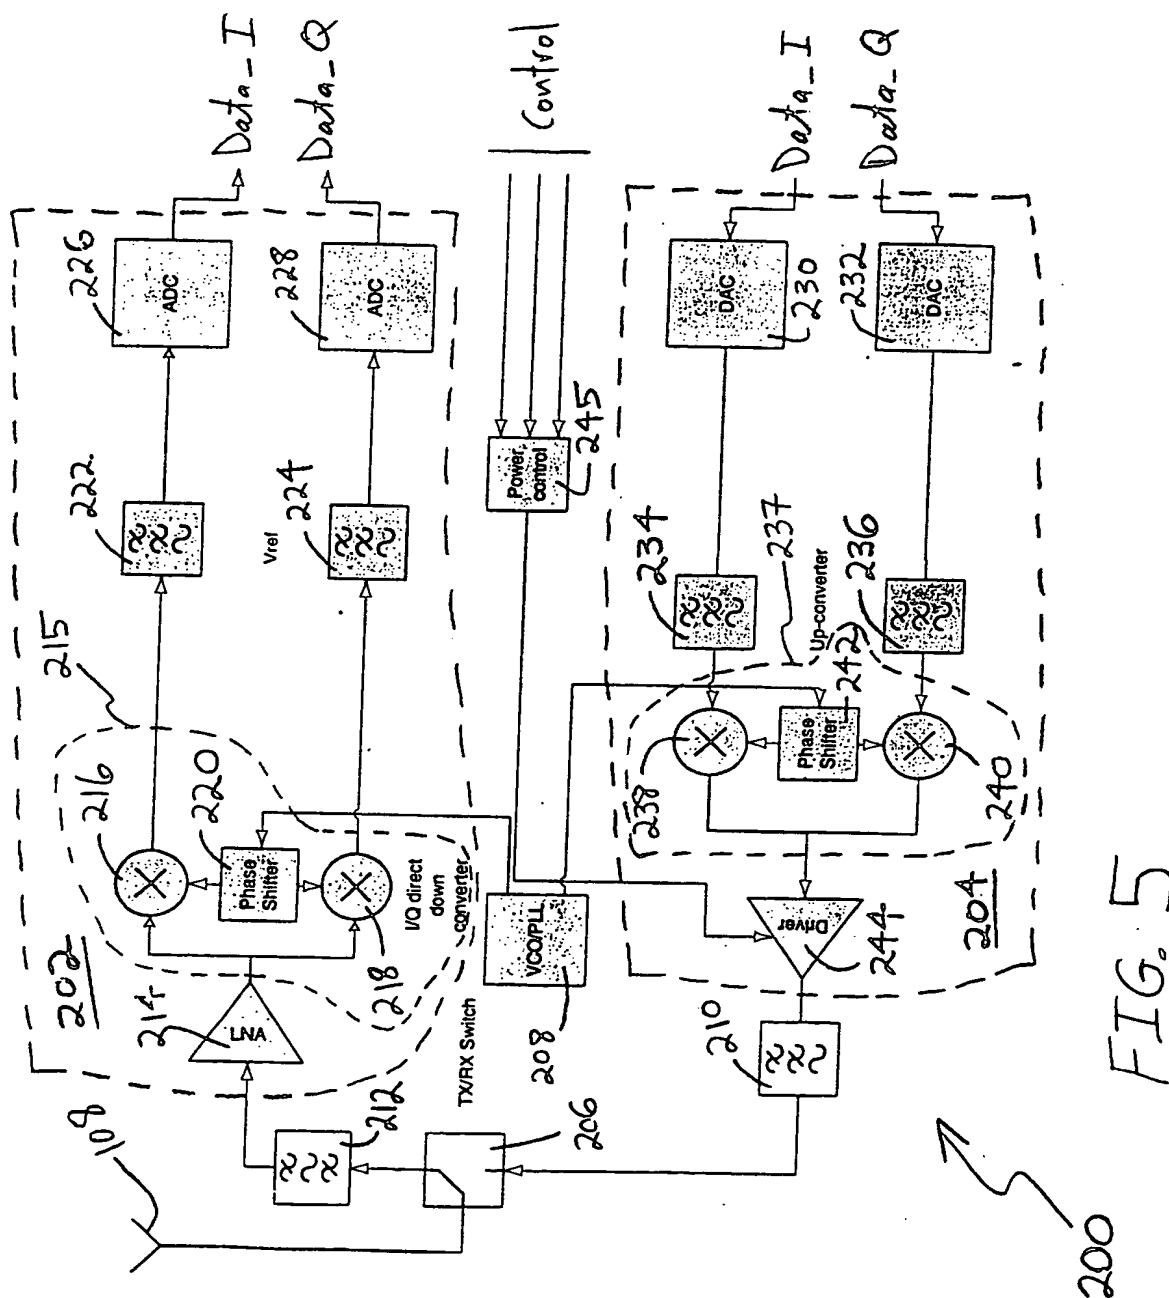 108
202
214
LNA
216
220
Phase
Shifter
218
I/Q direct
down
converter
215
222
Vref
224
226
ADC
228
ADC
Data_I
Data_Q
212
TX/RX Switch
206
208
VCO/PLL
Power
control
245
Control
210
Driver
244
204
238
Phase
Shifter
242
240
Up-converter
237
234
236
DAC
230
232
DAC
Data_I
Data_Q
200
FIG. 5